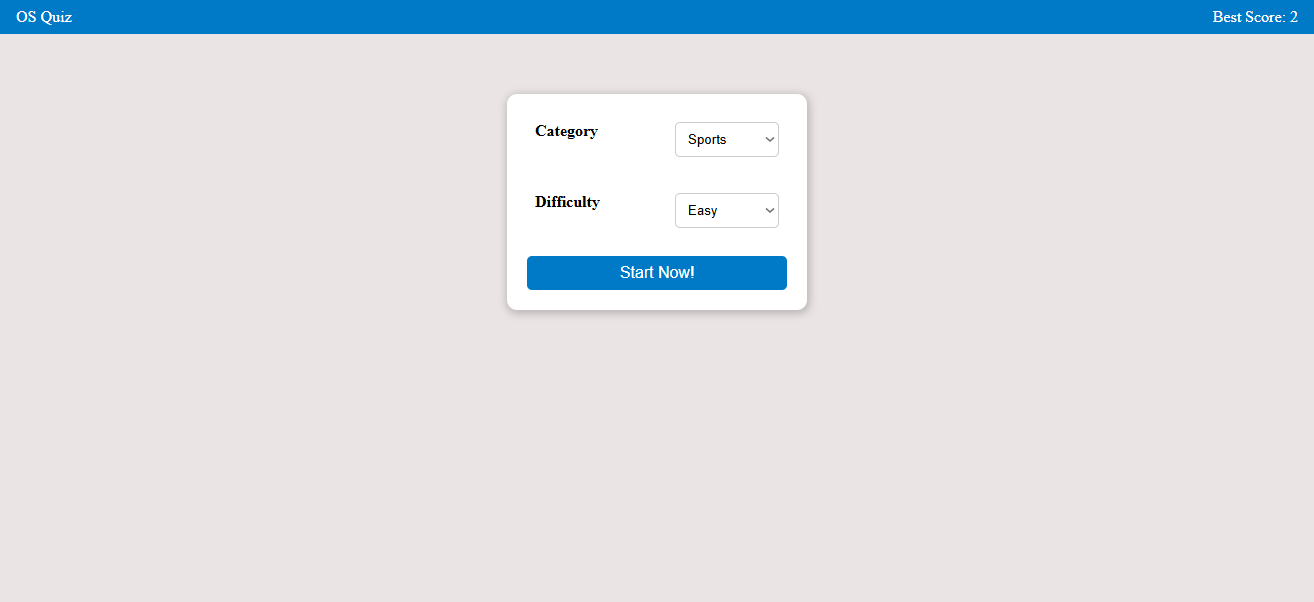 OS Quiz
Best Score: 2
Category
Sports
Difficulty
Easy
Start Now!